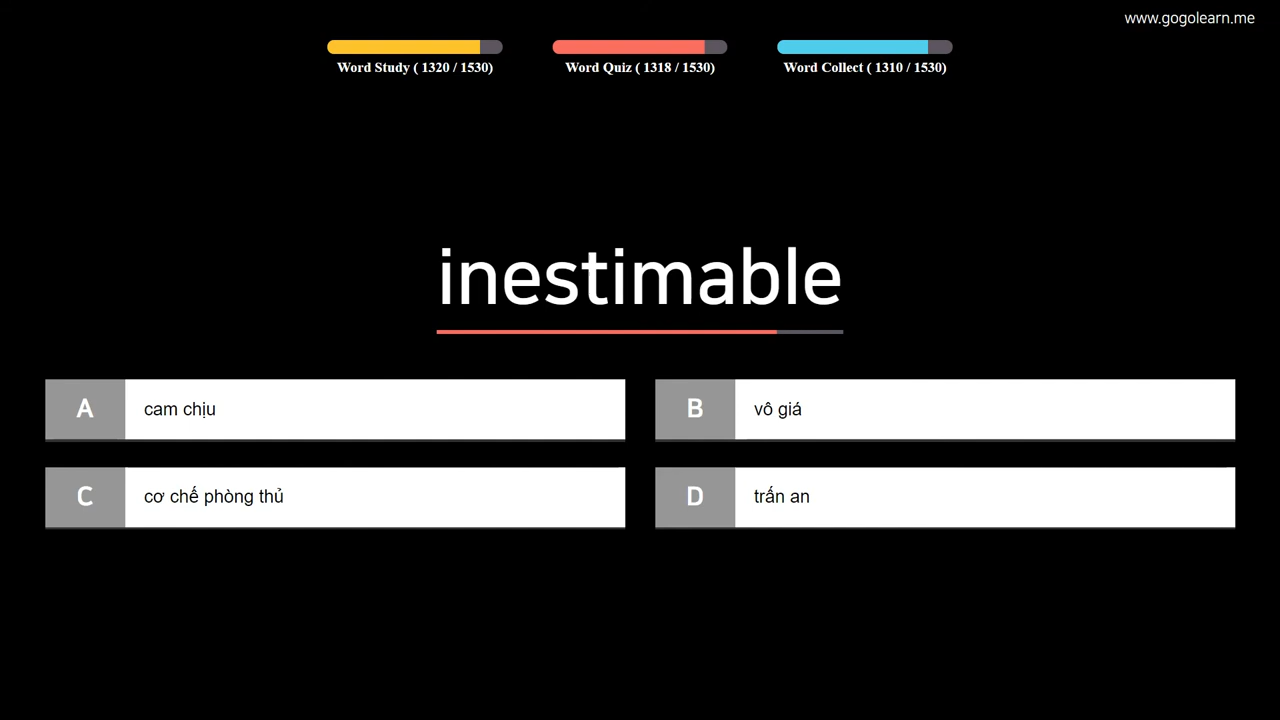 www.gogolearn.me
Word Study ( 1320 / 1530)
Word Quiz ( 1318 / 1530)
Word Collect ( 1310 / 1530)
inestimable
A cam chịu
B vô giá
C cơ chế phòng thủ
D trấn an